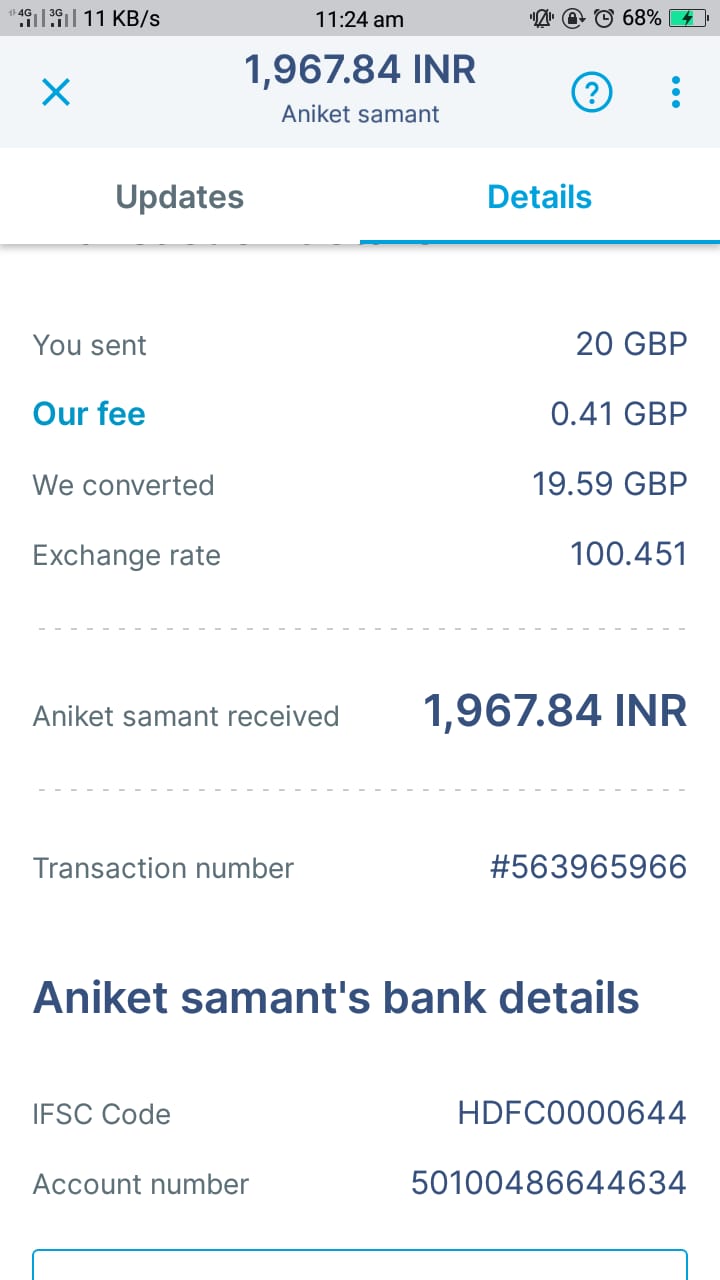 4G 3G 11 KB/s 11:24 am 68%
1,967.84 INR
Aniket samant
?
Updates Details
You sent 20 GBP
Our fee 0.41 GBP
We converted 19.59 GBP
Exchange rate 100.451
Aniket samant received 1,967.84 INR
Transaction number #563965966
Aniket samant's bank details
IFSC Code HDFC0000644
Account number 50100486644634